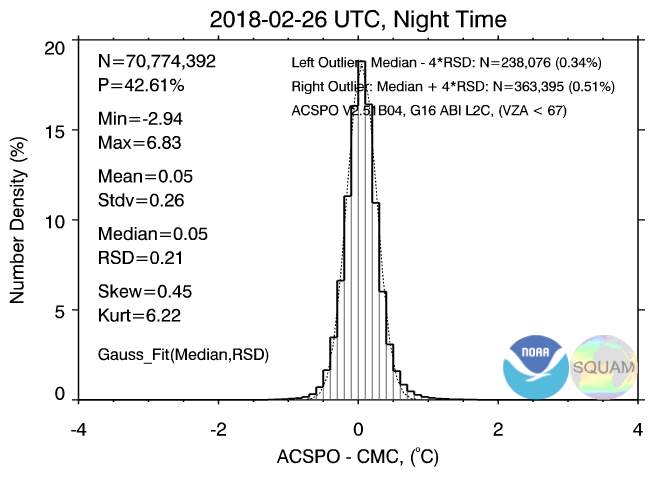 2018-02-26 UTC, Night Time
20
N=70,774,392
P=42.61%
Left Outlier: Median - 4*RSD: N=238,076 (0.34%)
Right Outlier: Median + 4*RSD: N=363,395 (0.51%)
ACSPO V2.51B04, G16 ABI L2C, (VZA < 67)
Min=-2.94
Max=6.83
15
Mean=0.05
Stdv=0.26
Number Density (%)
10
Median=0.05
RSD=0.21
Skew=0.45
Kurt=6.22
5
Gauss_Fit(Median,RSD)
NOAA
SQUAM
0
-4 -2 0 2 4
ACSPO - CMC, (°C)